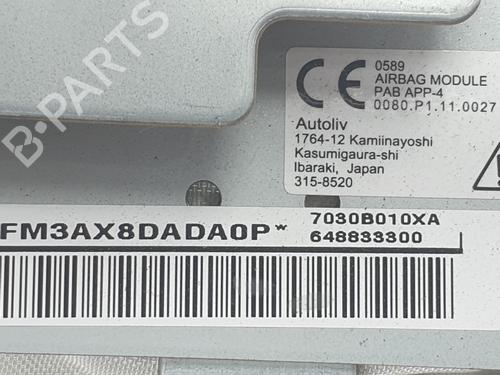 0589
AIRBAG MODULE
PAB APP-4
0080.P1.11.0027
Autoliv
1764-12 Kamiinayoshi
Kasumigaura-shi
Ibaraki, Japan
315-8520
7030B010XA
FM3AX8DADA0P*
648833300
B-PARTS